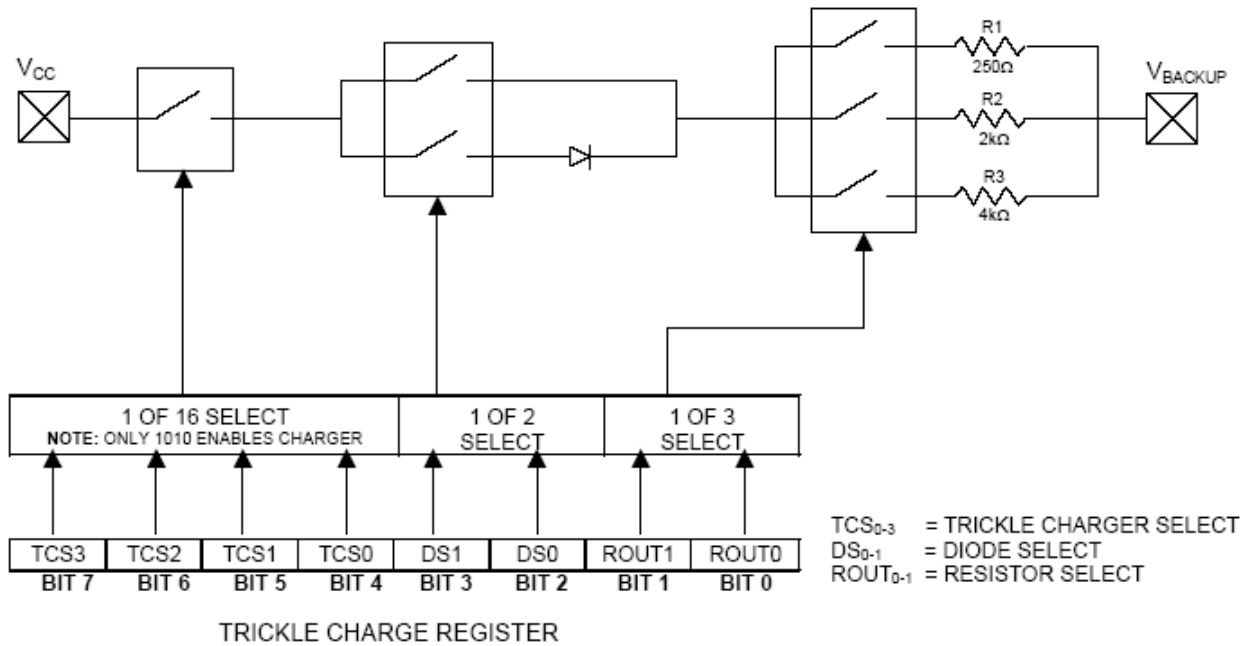 V_CC
R1
250Ω
V_BACKUP
R2
2kΩ
R3
4kΩ
1 OF 16 SELECT
NOTE: ONLY 1010 ENABLES CHARGER
1 OF 2
SELECT
1 OF 3
SELECT
TCS3 TCS2 TCS1 TCS0 DS1 DS0 ROUT1 ROUT0
BIT 7 BIT 6 BIT 5 BIT 4 BIT 3 BIT 2 BIT 1 BIT 0
TCS0-3 = TRICKLE CHARGER SELECT
DS0-1 = DIODE SELECT
ROUT0-1 = RESISTOR SELECT
TRICKLE CHARGE REGISTER